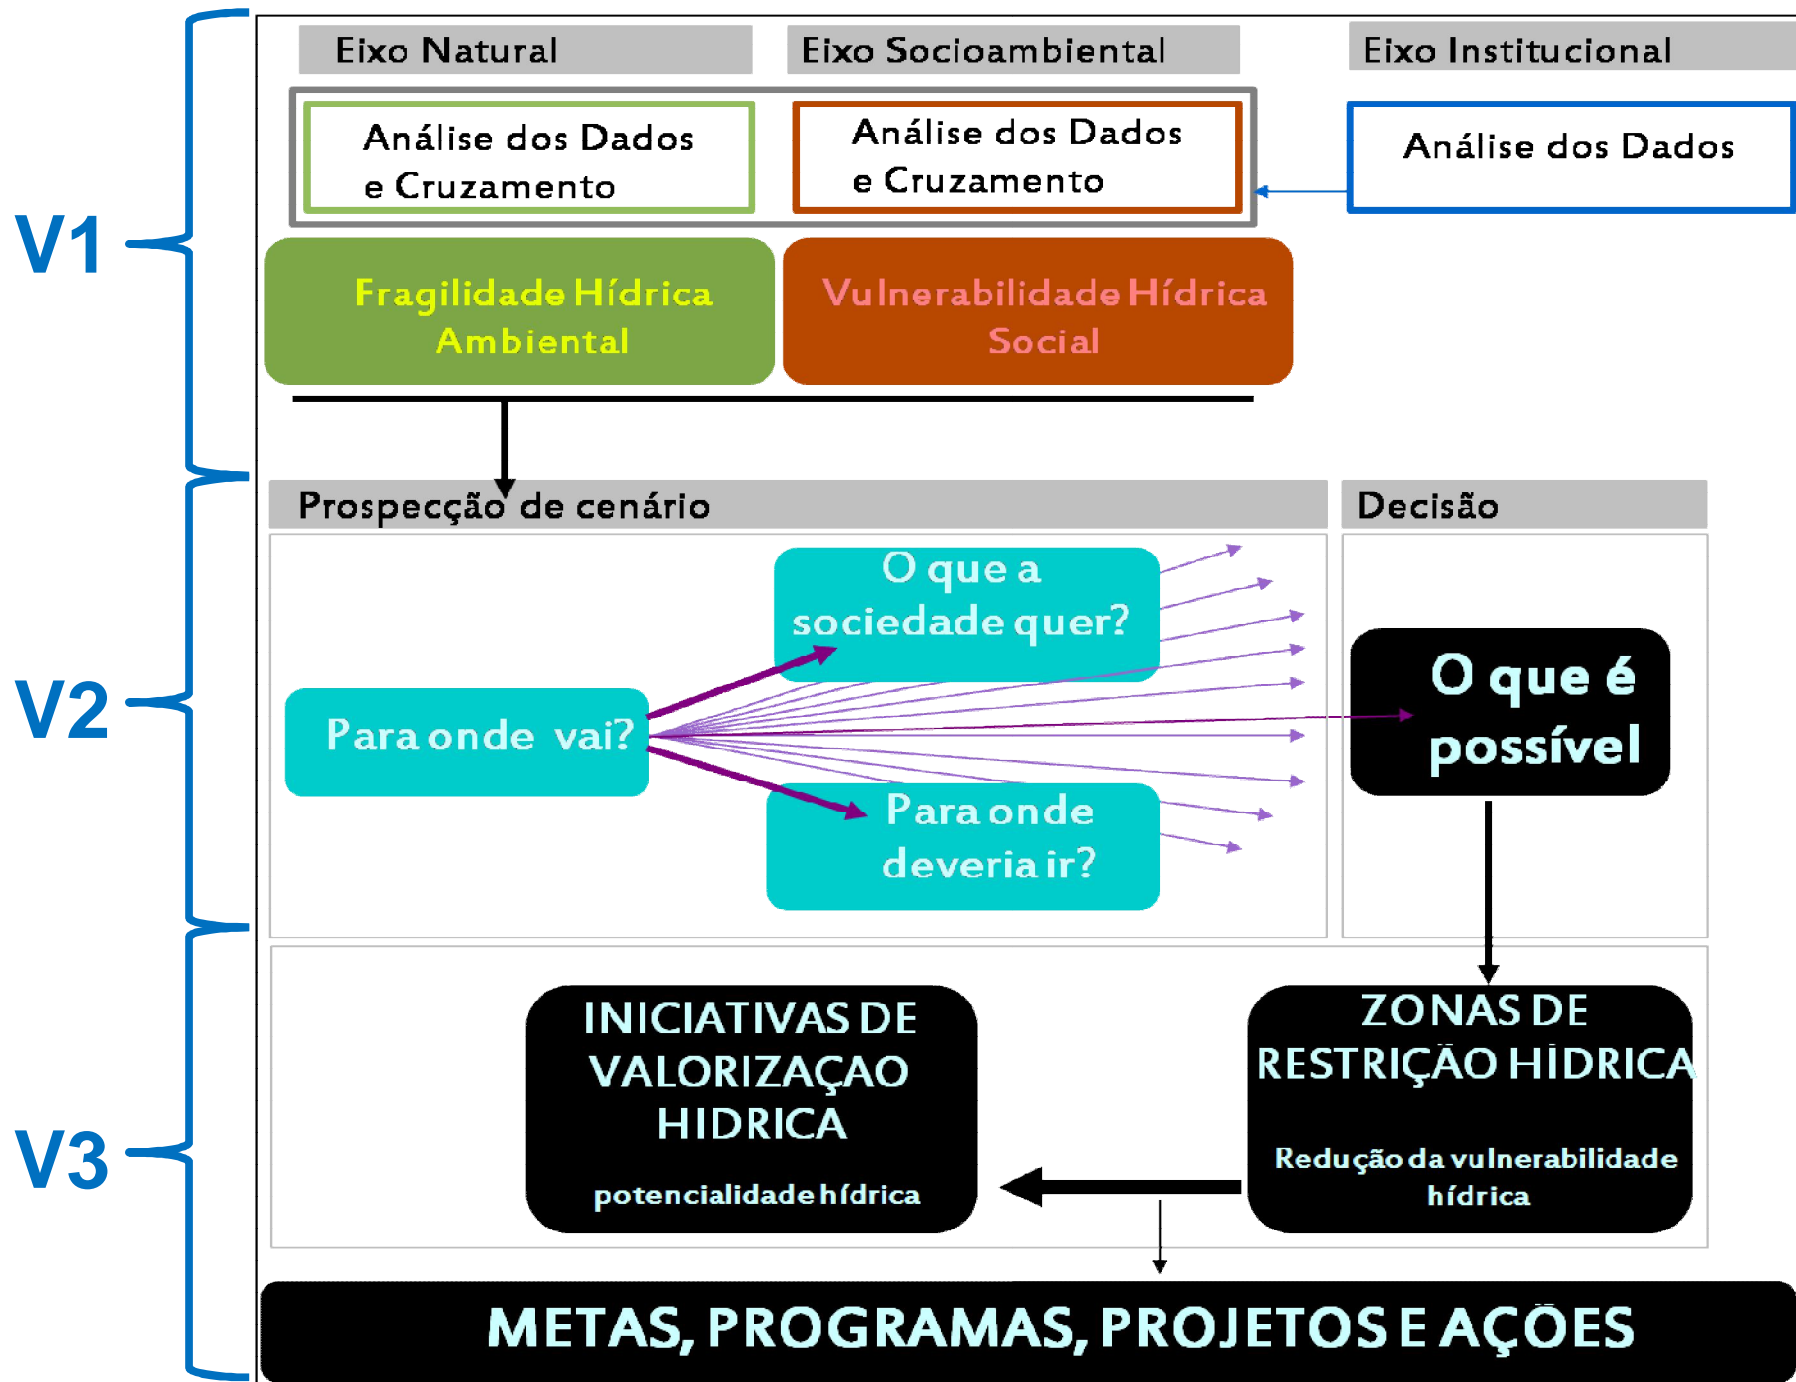 Eixo Natural
Eixo Socioambiental
Eixo Institucional
Análise dos Dados
e Cruzamento
Análise dos Dados
e Cruzamento
Análise dos Dados
V1
Fragilidade Hídrica
Ambiental
Vulnerabilidade Hídrica
Social
Prospecção de cenário
Decisão
V2
O que a
sociedade quer?
Para onde vai?
Para onde
deveria ir?
O que é
possível
V3
INICIATIVAS DE
VALORIZAÇAO
HIDRICA
potencialidade hídrica
ZONAS DE
RESTRIÇÃO HÍDRICA
Redução da vulnerabilidade
hídrica
METAS, PROGRAMAS, PROJETOS E AÇÕES